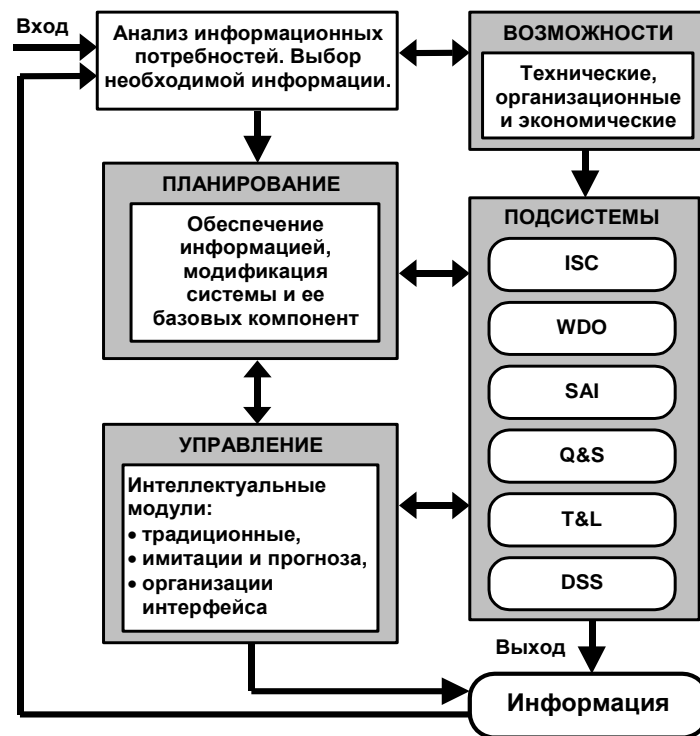 Вход
Анализ информационных
потребностей. Выбор
необходимой информации.
ВОЗМОЖНОСТИ
Технические,
организационные
и экономические
ПЛАНИРОВАНИЕ
Обеспечение
информацией,
модификация
системы и ее
базовых компонент
ПОДСИСТЕМЫ
ISC
WDO
SAI
Q&S
T&L
DSS
УПРАВЛЕНИЕ
Интеллектуальные
модули:
• традиционные,
• имитации и прогноза,
• организации
интерфейса
Выход
Информация